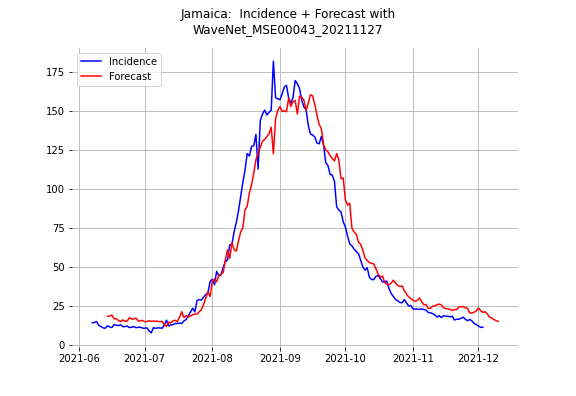 Jamaica:  Incidence + Forecast with
WaveNet_MSE00043_20211127
Incidence
Forecast
175
150
125
100
75
50
25
0
2021-06 2021-07 2021-08 2021-09 2021-10 2021-11 2021-12